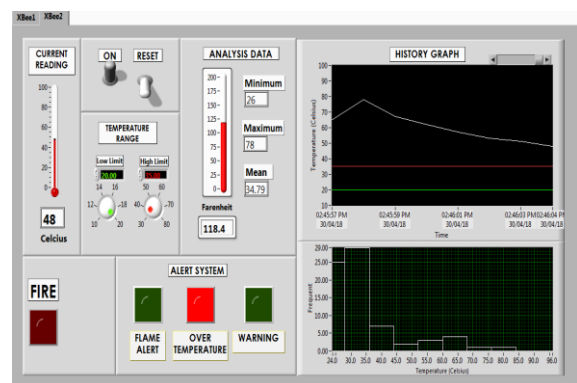 XBee1 XBee2
CURRENT
READING
100-
80-
60-
40-
20-
0-
48
Celcius
ON RESET
TEMPERATURE
RANGE
Low Limit High Limit
20.00
14 16
12 18
10 20
50 60
40 70
30 80
ANALYSIS DATA
200-
175-
150-
125-
100-
75-
50-
25-
0-
Farenheit
118.4
Minimum
26
Maximum
78
Mean
34.79
HISTORY GRAPH
Temperature (Celsius)
100
90
80
70
60
50
40
30
20
10
02:45:57 PM 02:45:59 PM 02:46:01 PM 02:46:03 PM 02:46:04 P
30/04/18 30/04/18 30/04/18 30/04/18 30/04/18
Time
FIRE
ALERT SYSTEM
FLAME
ALERT
OVER
TEMPERATURE
WARNING
Frequent
29.00
25.00
20.00
15.00
10.00
5.00
0.00
24.0 30.0 35.0 40.0 45.0 50.0 55.0 60.0 65.0 70.0 75.0 80.0 85.0 90.0 96.0
Temperature (Celsius)